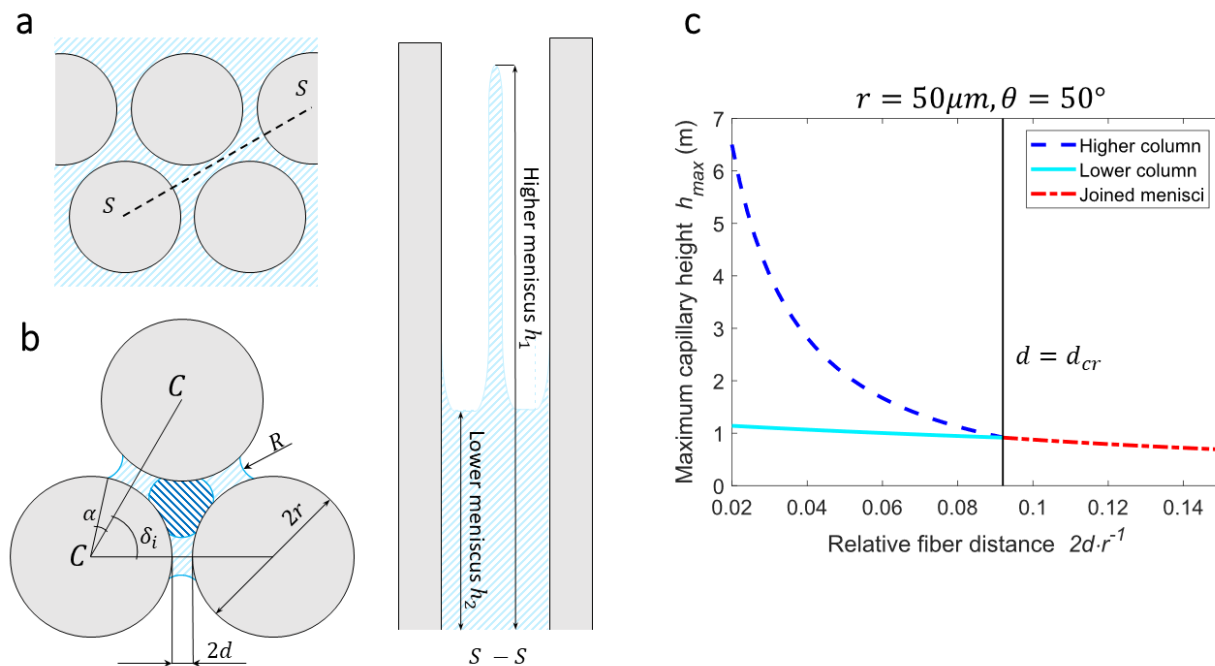 a
S
S
b
C
C
α
δᵢ
R
2r
2d
Higher meniscus h₁
Lower meniscus h₂
S – S
c
r = 50μm, θ = 50°
Maximum capillary height h_max (m)
7
6
5
4
3
2
1
0
Higher column
Lower column
Joined menisci
d = d_cr
0.02 0.04 0.06 0.08 0.1 0.12 0.14
Relative fiber distance 2d·r⁻¹